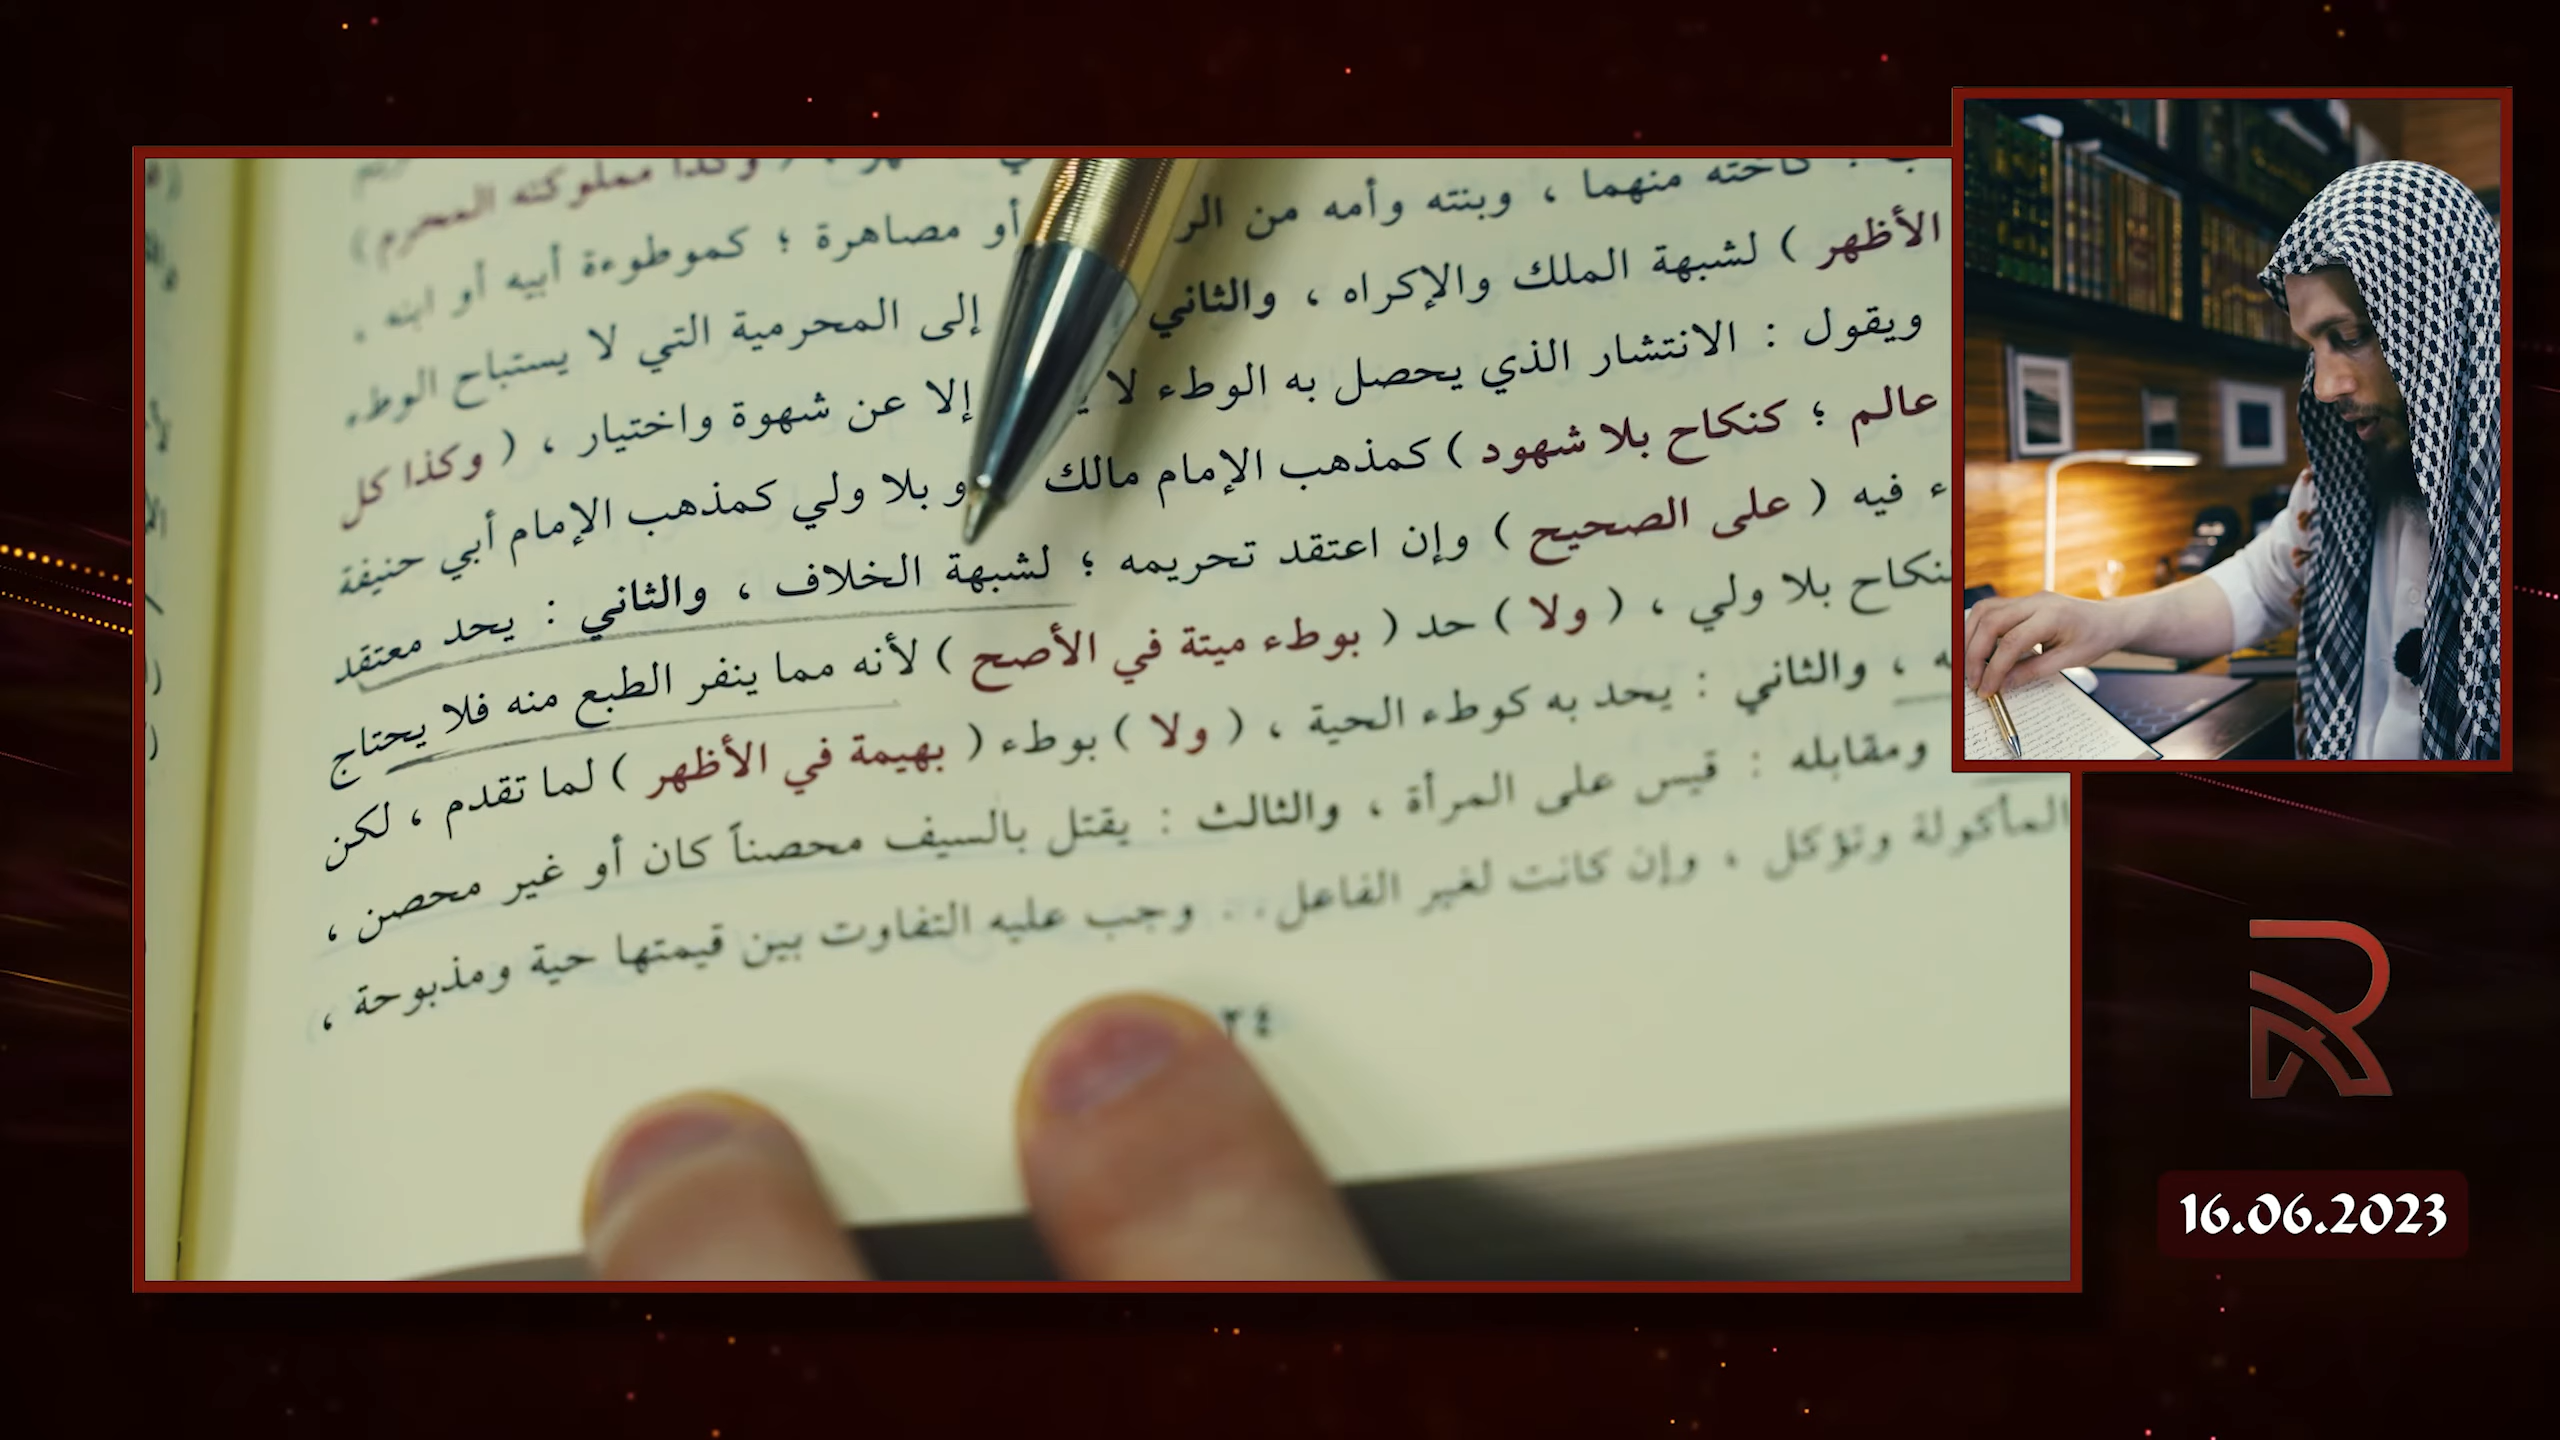 كأخته منهما ، وبنته وأمه من أو مصاهرة ؛ كموطوءة أبيه أو ابنه ، ( وكذا مملوكته المحرم )
الأظهر ) لشبهة الملك والإكراه ، والثاني إلى المحرمية التي لا يستباح الوطء
ويقول : الانتشار الذي يحصل به الوطء لا إلا عن شهوة واختيار ، ( وكذا كل
عالم ؛ كنكاح بلا شهود ) كمذهب الإمام مالك و بلا ولي كمذهب الإمام أبي حنيفة
فيه ( على الصحيح ) وإن اعتقد تحريمه ؛ لشبهة الخلاف ، والثاني : يحد معتقد
بلا ولي ، ( ولا ) حد ( بوطء ميتة في الأصح ) لأنه مما ينفر الطبع منه فلا يحتاج
، والثاني : يحد به كوطء الحية ، ( ولا ) بوطء ( بهيمة في الأظهر ) لما تقدم ، لكن
ومقابله : قيس على المرأة ، والثالث : يقتل بالسيف محصناً كان أو غير محصن ،
المأكولة وتؤكل ، وإن كانت لغير الفاعل .. وجب عليه التفاوت بين قيمتها حية ومذبوحة ،
16.06.2023